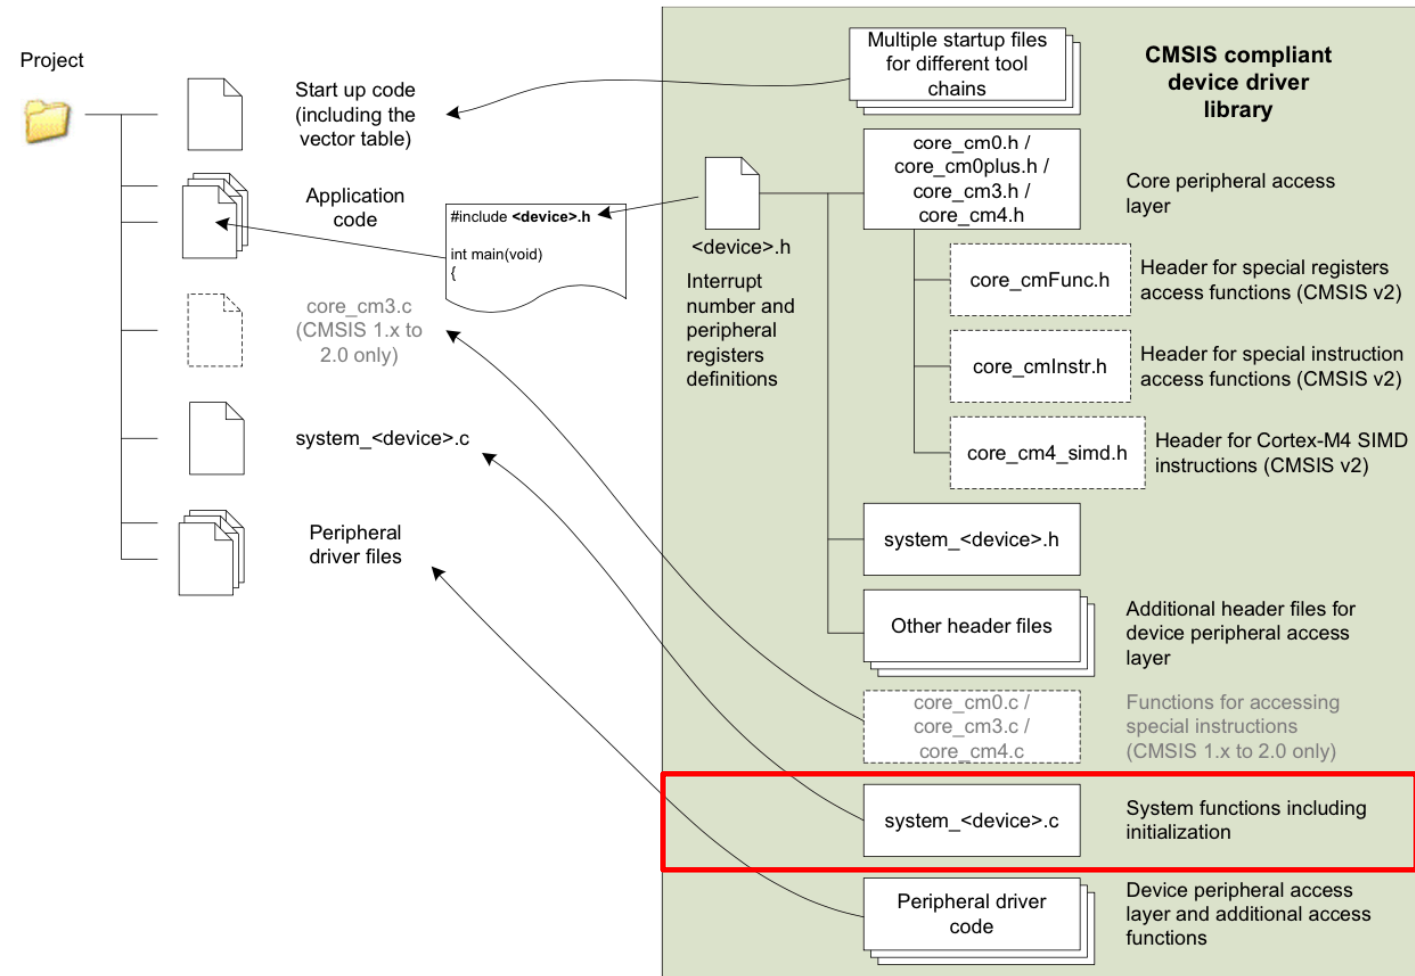 Project
Start up code
(including the
vector table)
Application
code
core_cm3.c
(CMSIS 1.x to
2.0 only)
system_<device>.c
Peripheral
driver files
#include <device>.h
int main(void)
{
<device>.h
Interrupt
number and
peripheral
registers
definitions
CMSIS compliant
device driver
library
Multiple startup files
for different tool
chains
core_cm0.h /
core_cm0plus.h /
core_cm3.h /
core_cm4.h
Core peripheral access
layer
core_cmFunc.h
Header for special registers
access functions (CMSIS v2)
core_cmInstr.h
Header for special instruction
access functions (CMSIS v2)
core_cm4_simd.h
Header for Cortex-M4 SIMD
instructions (CMSIS v2)
system_<device>.h
Other header files
Additional header files for
device peripheral access
layer
core_cm0.c /
core_cm3.c /
core_cm4.c
Functions for accessing
special instructions
(CMSIS 1.x to 2.0 only)
system_<device>.c
System functions including
initialization
Peripheral driver
code
Device peripheral access
layer and additional access
functions